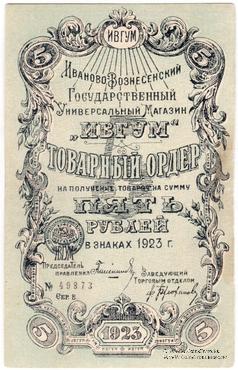 ИВГУМ
5 5
Иваново-Вознесенский
Государственный
Универсальный Магазин
„ИВГУМ"
ТОВАРНЫЙ ОРДЕР
НА ПОЛУЧЕНИЕ ТОВАРОВ НА СУММУ
ПЯТЬ
РУБЛЕЙ
В ЗНАКАХ 1923 г.
Председатель
правления
Заведующий
Торговым отделом
№ 49873
Сер. В
5 1923 5